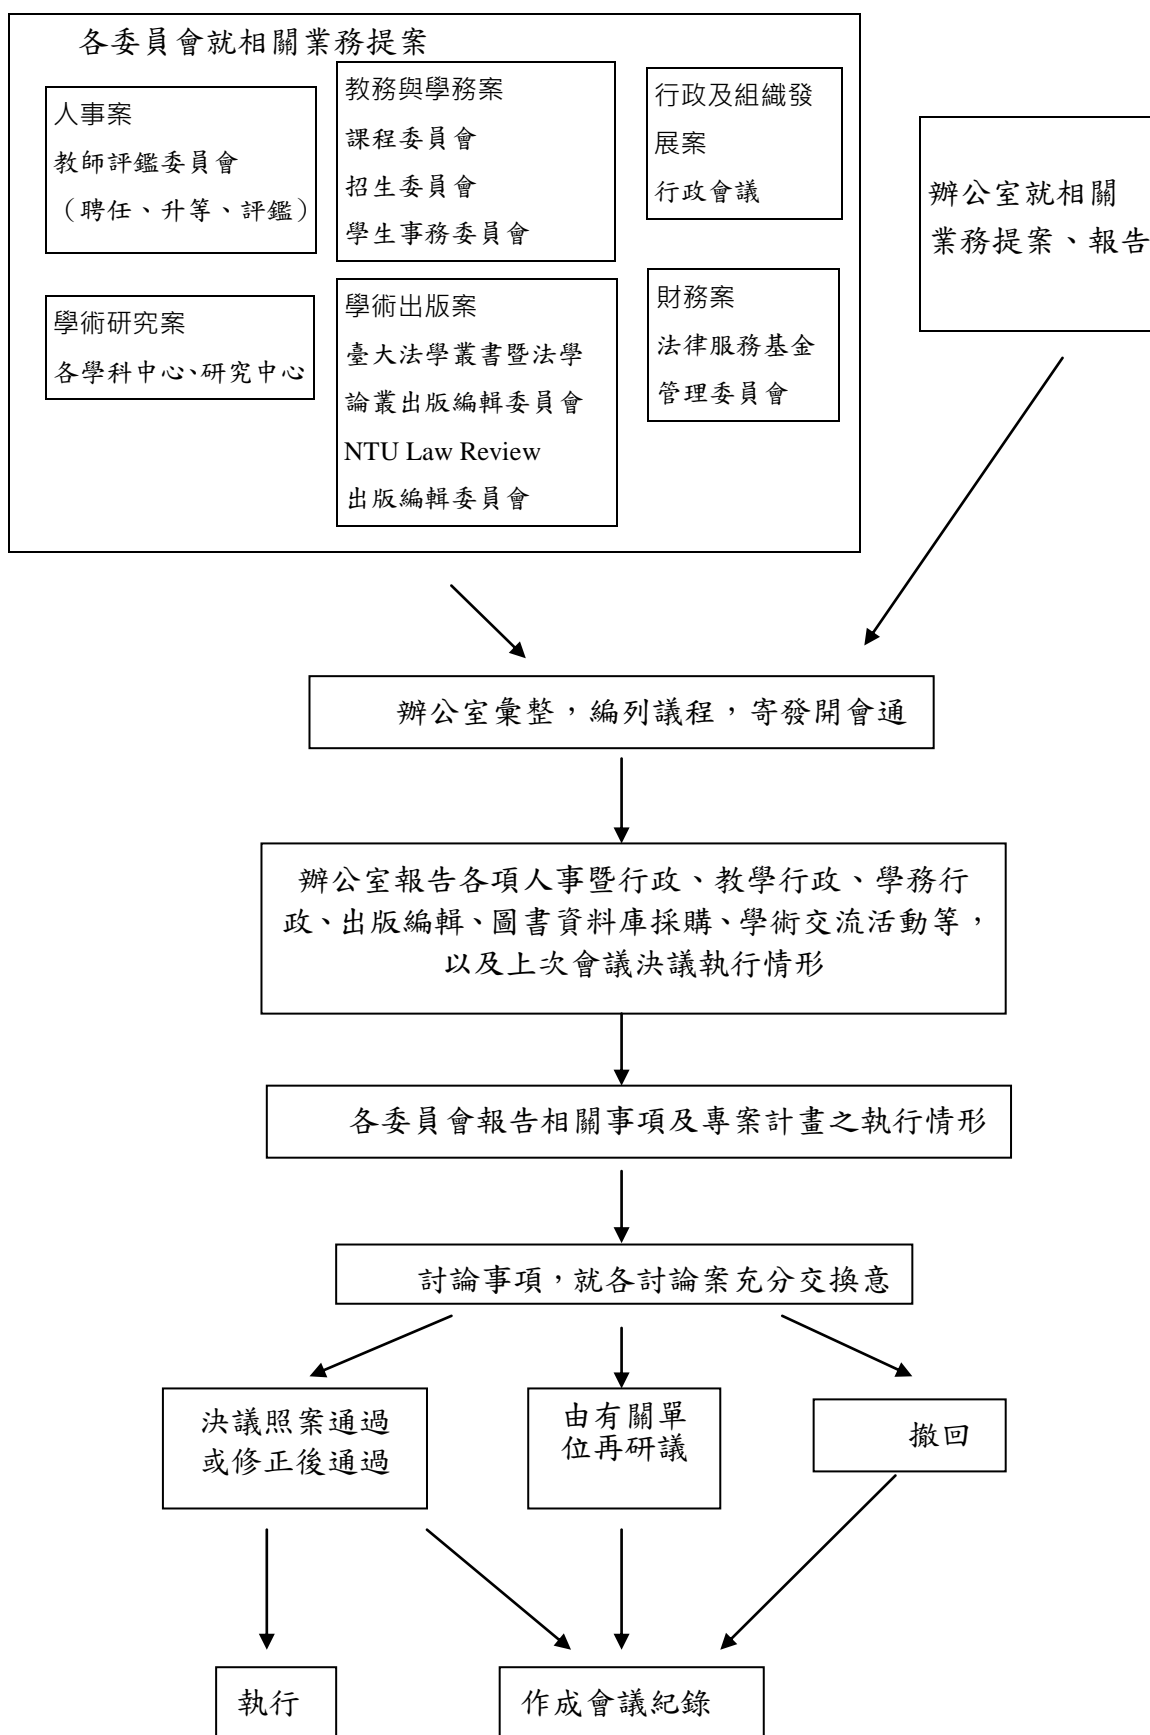 各委員會就相關業務提案
人事案
教師評鑑委員會
（聘任、升等、評鑑）
教務與學務案
課程委員會
招生委員會
學生事務委員會
行政及組織發
展案
行政會議
學術研究案
各學科中心、研究中心
學術出版案
臺大法學叢書暨法學
論叢出版編輯委員會
NTU Law Review
出版編輯委員會
財務案
法律服務基金
管理委員會
辦公室就相關
業務提案、報告
辦公室彙整，編列議程，寄發開會通
辦公室報告各項人事暨行政、教學行政、學務行
政、出版編輯、圖書資料庫採購、學術交流活動等，
以及上次會議決議執行情形
各委員會報告相關事項及專案計畫之執行情形
討論事項，就各討論案充分交換意
決議照案通過
或修正後通過
由有關單
位再研議
撤回
執行
作成會議紀錄